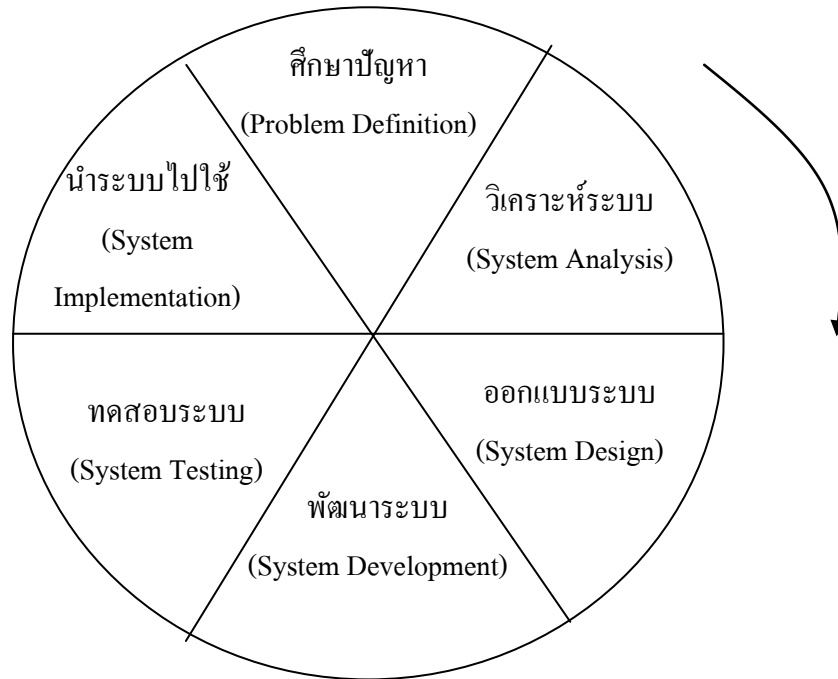 ศึกษาปัญหา
(Problem Definition)
วิเคราะห์ระบบ
(System Analysis)
ออกแบบระบบ
(System Design)
พัฒนาระบบ
(System Development)
ทดสอบระบบ
(System Testing)
นำระบบไปใช้
(System
Implementation)